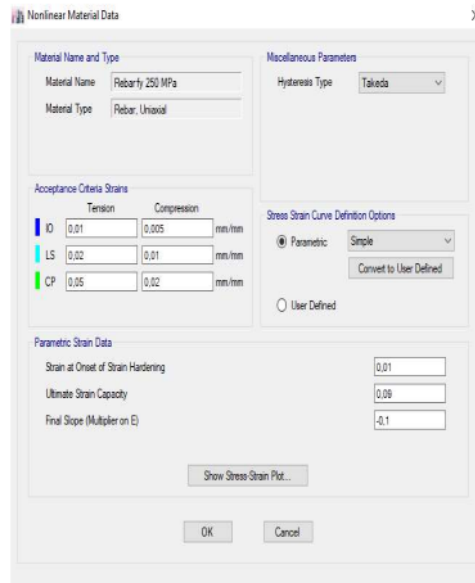 Nonlinear Material Data
Material Name and Type
Material Name Rebar fy 250 MPa
Material Type Rebar, Uniaxial
Miscellaneous Parameters
Hysteresis Type Takeda
Acceptance Criteria Strains
Tension Compression
IO 0,01 0,005 mm/mm
LS 0,02 0,01 mm/mm
CP 0,05 0,02 mm/mm
Stress Strain Curve Definition Options
Parametric Simple
Convert to User Defined
User Defined
Parametric Strain Data
Strain at Onset of Strain Hardening 0,01
Ultimate Strain Capacity 0,09
Final Slope (Multiplier on E) -0,1
Show Stress-Strain Plot...
OK Cancel